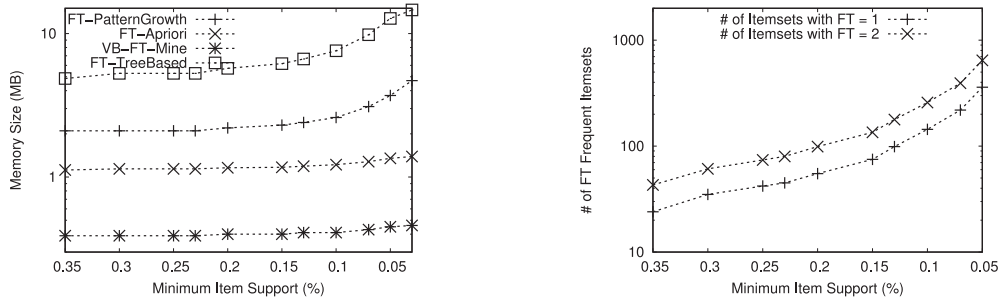 FT-PatternGrowth
FT-Apriori
VB-FT-Mine
FT-TreeBased
10
1
Memory Size (MB)
0.35 0.3 0.25 0.2 0.15 0.1 0.05
Minimum Item Support (%)
# of Itemsets with FT = 1
# of Itemsets with FT = 2
1000
100
10
# of FT Frequent Itemsets
0.35 0.3 0.25 0.2 0.15 0.1 0.05
Minimum Item Support (%)